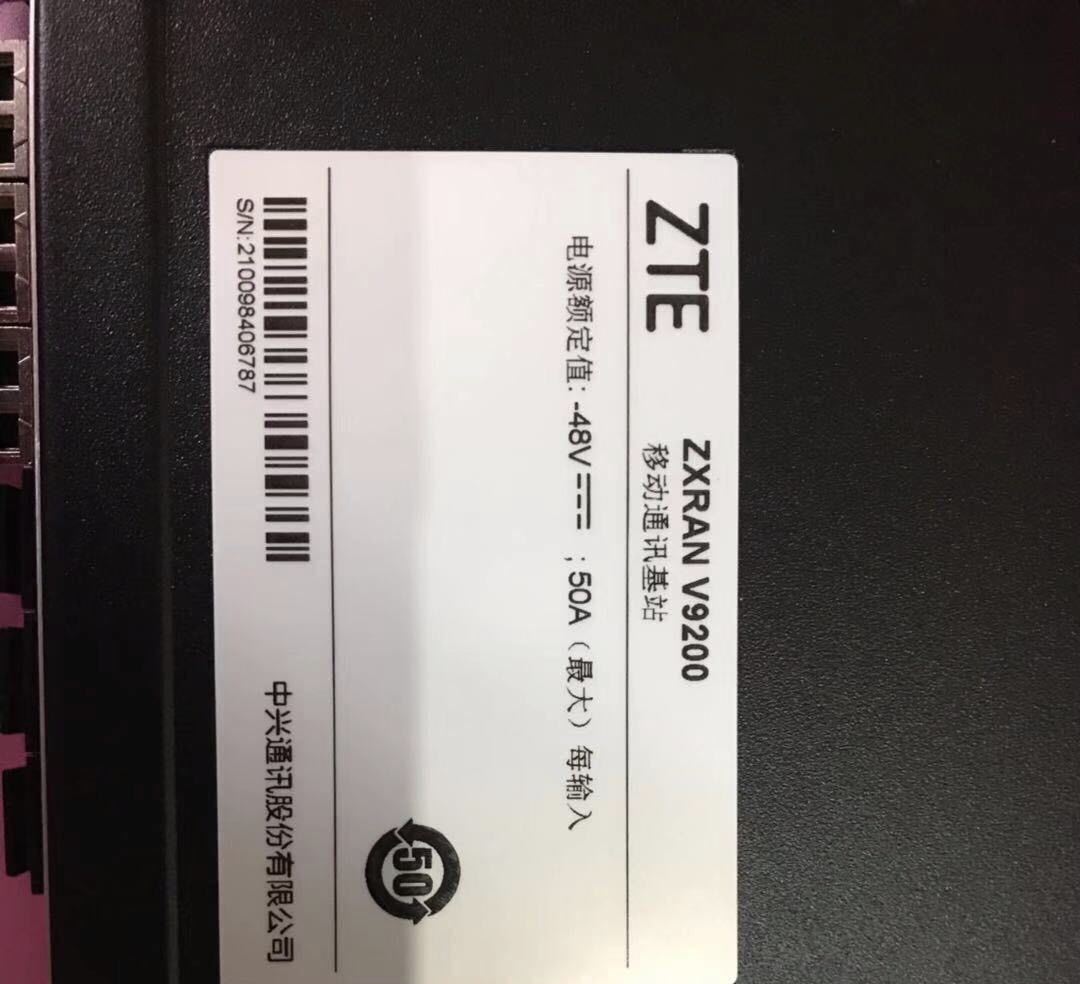 ZTE
ZXRAN V9200
移动通讯基站
电源额定值：-48V⎓；50A（最大）每输入
50
S/N:210098406787
中兴通讯股份有限公司